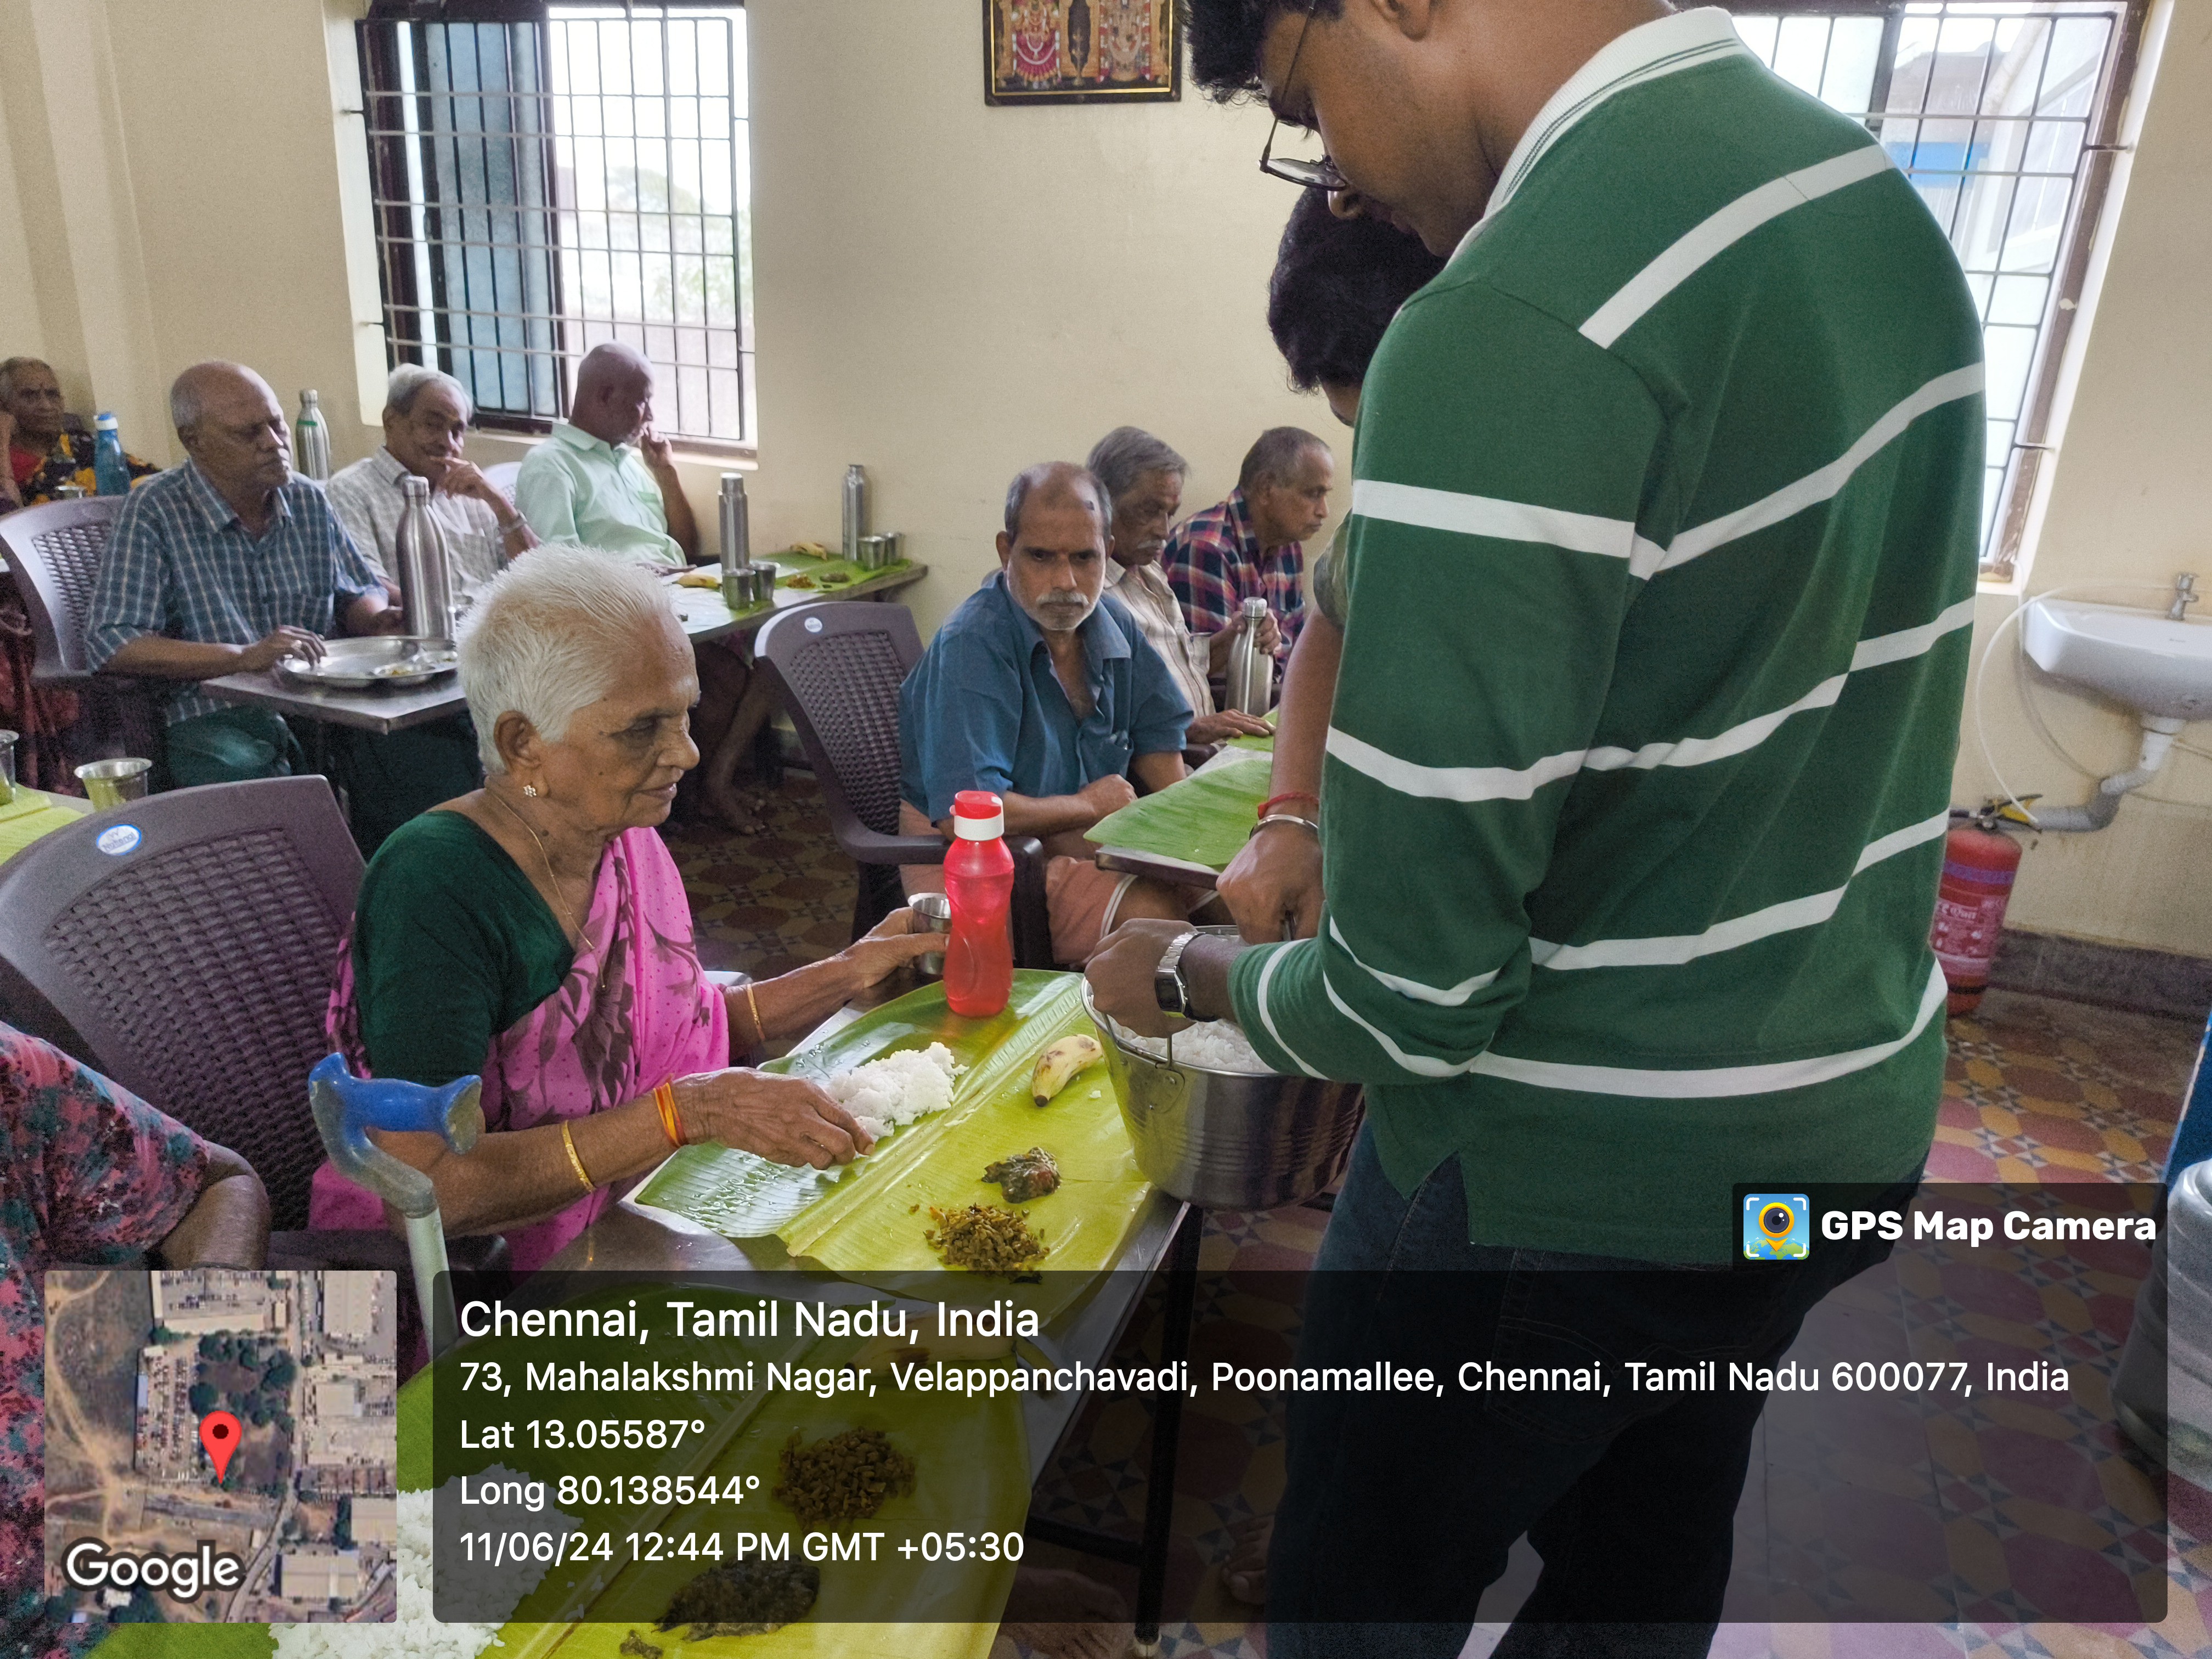 GPS Map Camera
Chennai, Tamil Nadu, India
73, Mahalakshmi Nagar, Velappanchavadi, Poonamallee, Chennai, Tamil Nadu 600077, India
Lat 13.05587°
Long 80.138544°
11/06/24 12:44 PM GMT +05:30
Google